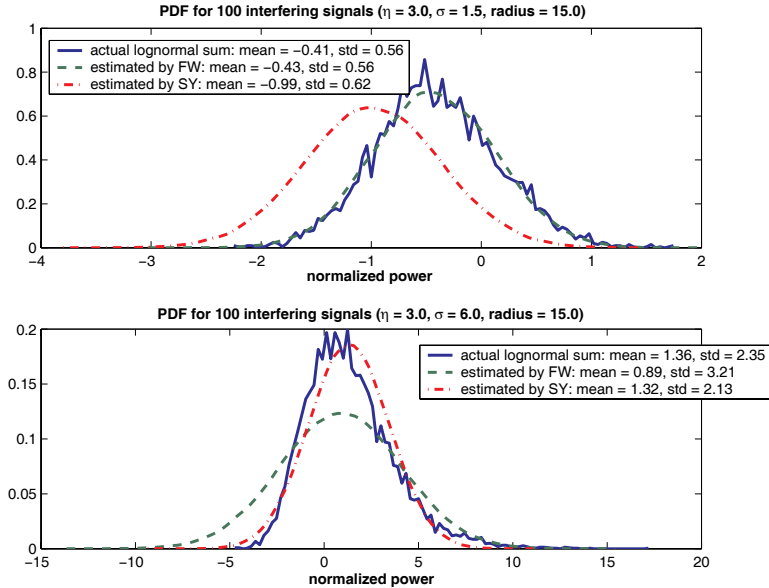 PDF for 100 interfering signals (η = 3.0, σ = 1.5, radius = 15.0)
1
0.8
0.6
0.4
0.2
0
actual lognormal sum: mean = −0.41, std = 0.56
estimated by FW: mean = −0.43, std = 0.56
estimated by SY: mean = −0.99, std = 0.62
−4
−3
−2
−1
0
1
2
normalized power
PDF for 100 interfering signals (η = 3.0, σ = 6.0, radius = 15.0)
0.2
0.15
0.1
0.05
0
actual lognormal sum: mean = 1.36, std = 2.35
estimated by FW: mean = 0.89, std = 3.21
estimated by SY: mean = 1.32, std = 2.13
−15
−10
−5
0
5
10
15
20
normalized power